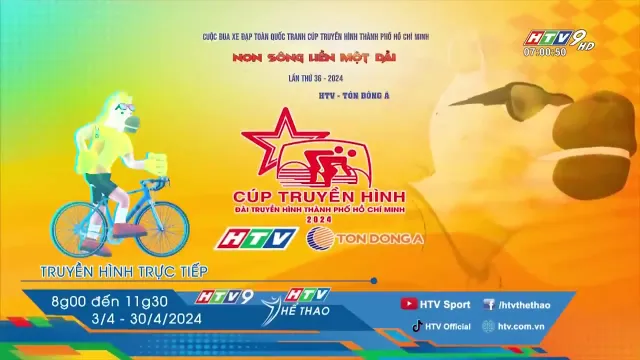 CUỘC ĐUA XE ĐẠP TOÀN QUỐC TRANH CÚP TRUYỀN HÌNH THÀNH PHỐ HỒ CHÍ MINH
NON SÔNG LIỀN MỘT DẢI
LẦN THỨ 36 - 2024
HTV - TÔN ĐÔNG Á
HTV9 HD
07:00:50
CÚP TRUYỀN HÌNH
ĐÀI TRUYỀN HÌNH THÀNH PHỐ HỒ CHÍ MINH
2024
HTV TON DONG A
TRUYỀN HÌNH TRỰC TIẾP
8g00 đến 11g30
3/4 - 30/4/2024
HTV9
HTV
THỂ THAO
HTV Sport
/htvthethao
HTV Official
htv.com.vn